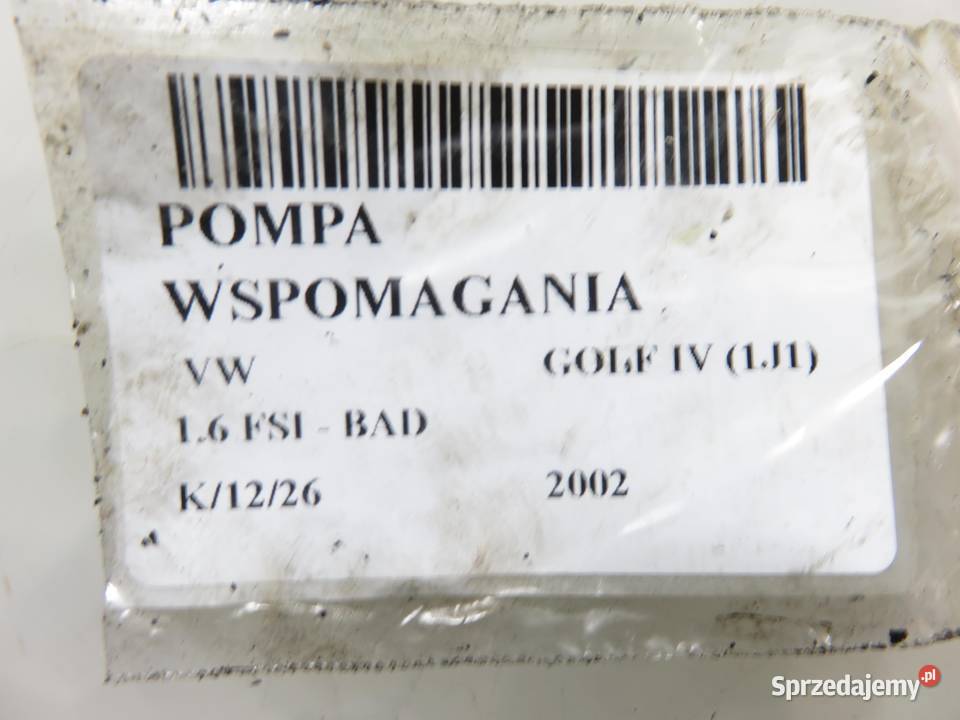 POMPA
WSPOMAGANIA
VW GOLF IV (1J1)
1.6 FSI - BAD
K/12/26 2002
Sprzedajemy.pl